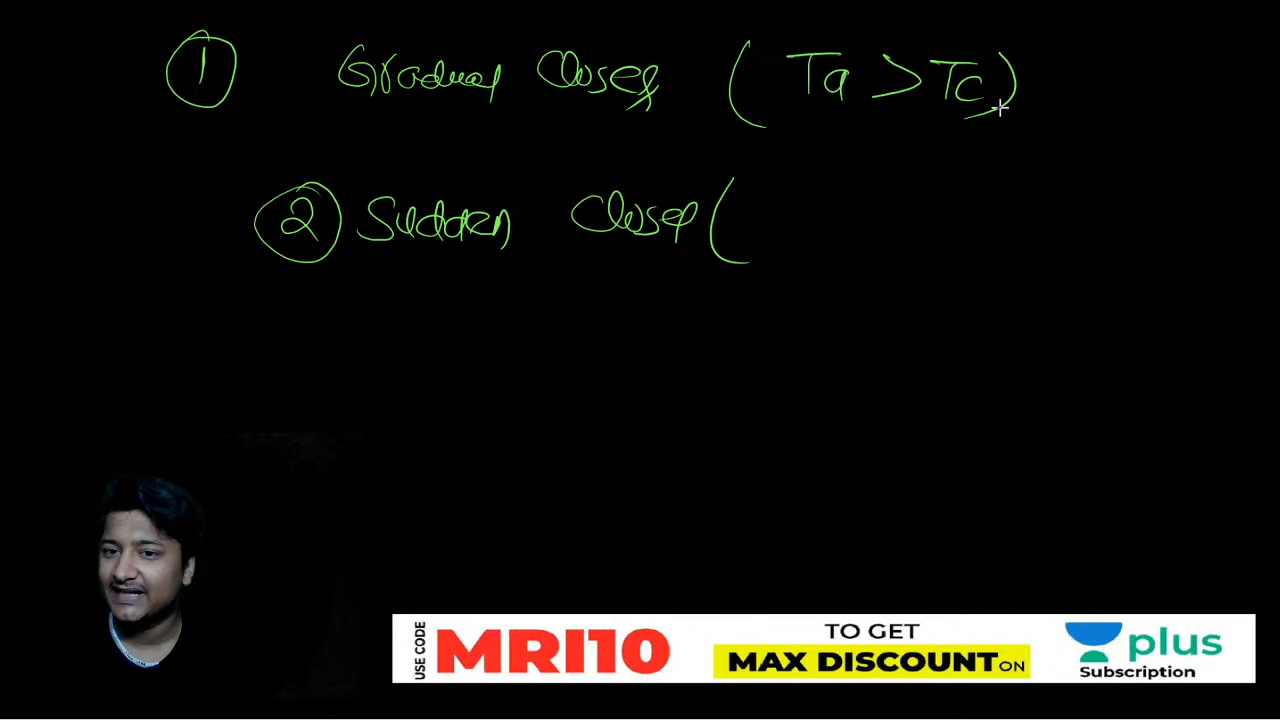 ① Gradual Closer ( Ta > Tc )
② Sudden Closer (
USE CODE MRI10 TO GET MAX DISCOUNT ON plus Subscription